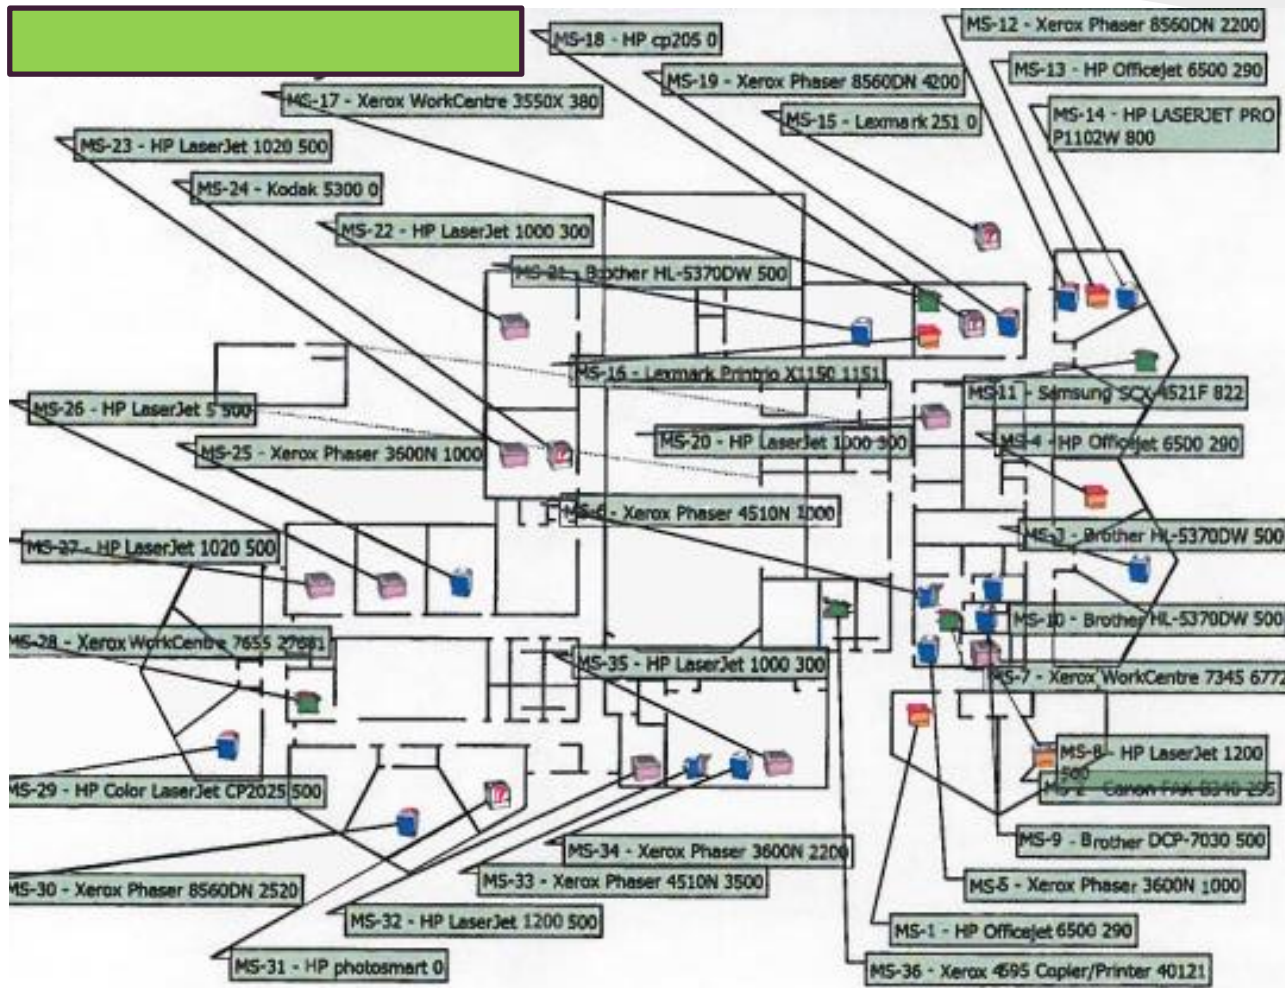 MS-18 - HP cp205 0
MS-12 - Xerox Phaser 8560DN 2200
MS-19 - Xerox Phaser 8560DN 4200
MS-13 - HP Officejet 6500 290
MS-17 - Xerox WorkCentre 3550X 380
MS-15 - Lexmark 251 0
MS-14 - HP LASERJET PRO
P1102W 800
MS-23 - HP LaserJet 1020 500
MS-24 - Kodak 5300 0
MS-22 - HP LaserJet 1000 300
MS-21 - Brother HL-5370DW 500
MS-16 - Lexmark Printrio X1150 1151
MS-11 - Samsung SCX-4521F 822
MS-26 - HP LaserJet 5 500
MS-20 - HP LaserJet 1000 300
MS-4 - HP Officejet 6500 290
MS-25 - Xerox Phaser 3600N 1000
MS-6 - Xerox Phaser 4510N 1000
MS-3 - Brother HL-5370DW 500
MS-27 - HP LaserJet 1020 500
MS-10 - Brother HL-5370DW 500
MS-28 - Xerox WorkCentre 7655 27681
MS-35 - HP LaserJet 1000 300
MS-7 - Xerox WorkCentre 7345 6772
MS-8 - HP LaserJet 1200
500
MS-2 - Canon FAX-B340 295
MS-29 - HP Color LaserJet CP2025 500
MS-9 - Brother DCP-7030 500
MS-34 - Xerox Phaser 3600N 2200
MS-33 - Xerox Phaser 4510N 3500
MS-5 - Xerox Phaser 3600N 1000
MS-30 - Xerox Phaser 8560DN 2520
MS-32 - HP LaserJet 1200 500
MS-1 - HP Officejet 6500 290
MS-31 - HP photosmart 0
MS-36 - Xerox 4595 Copier/Printer 40121